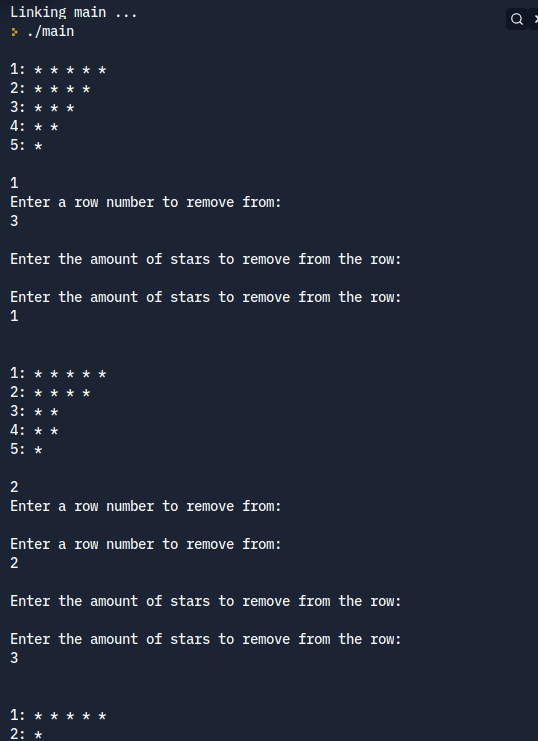 Linking main ...
./main
1: * * * * *
2: * * * *
3: * * *
4: * *
5: *
1
Enter a row number to remove from:
3
Enter the amount of stars to remove from the row:
Enter the amount of stars to remove from the row:
1
1: * * * * *
2: * * * *
3: * *
4: * *
5: *
2
Enter a row number to remove from:
Enter a row number to remove from:
2
Enter the amount of stars to remove from the row:
Enter the amount of stars to remove from the row:
3
1: * * * * *
2: *